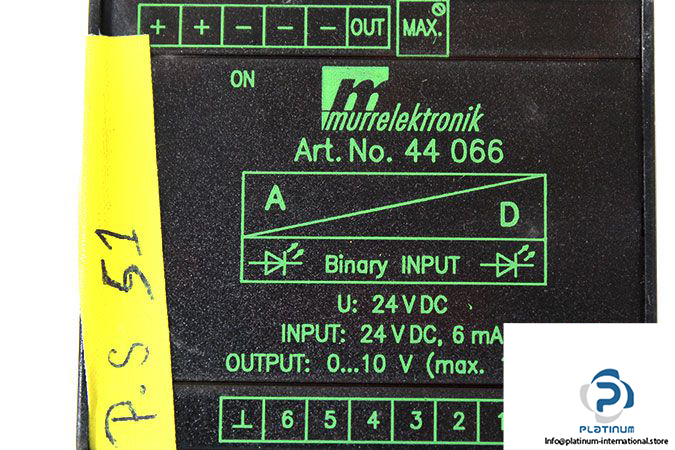 + + - - - OUT MAX.
ON
murrelektronik
Art. No. 44 066
A
D
Binary INPUT
U: 24 V DC
INPUT: 24 V DC, 6 mA
OUTPUT: 0...10 V (max.
⊥ 6 5 4 3 2 1
P.S 51
PLATINUM
Info@platinum-international.store